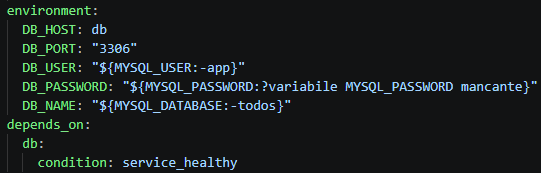 environment:
  DB_HOST: db
  DB_PORT: "3306"
  DB_USER: "${MYSQL_USER:-app}"
  DB_PASSWORD: "${MYSQL_PASSWORD:?variabile MYSQL_PASSWORD mancante}"
  DB_NAME: "${MYSQL_DATABASE:-todos}"
depends_on:
  db:
    condition: service_healthy